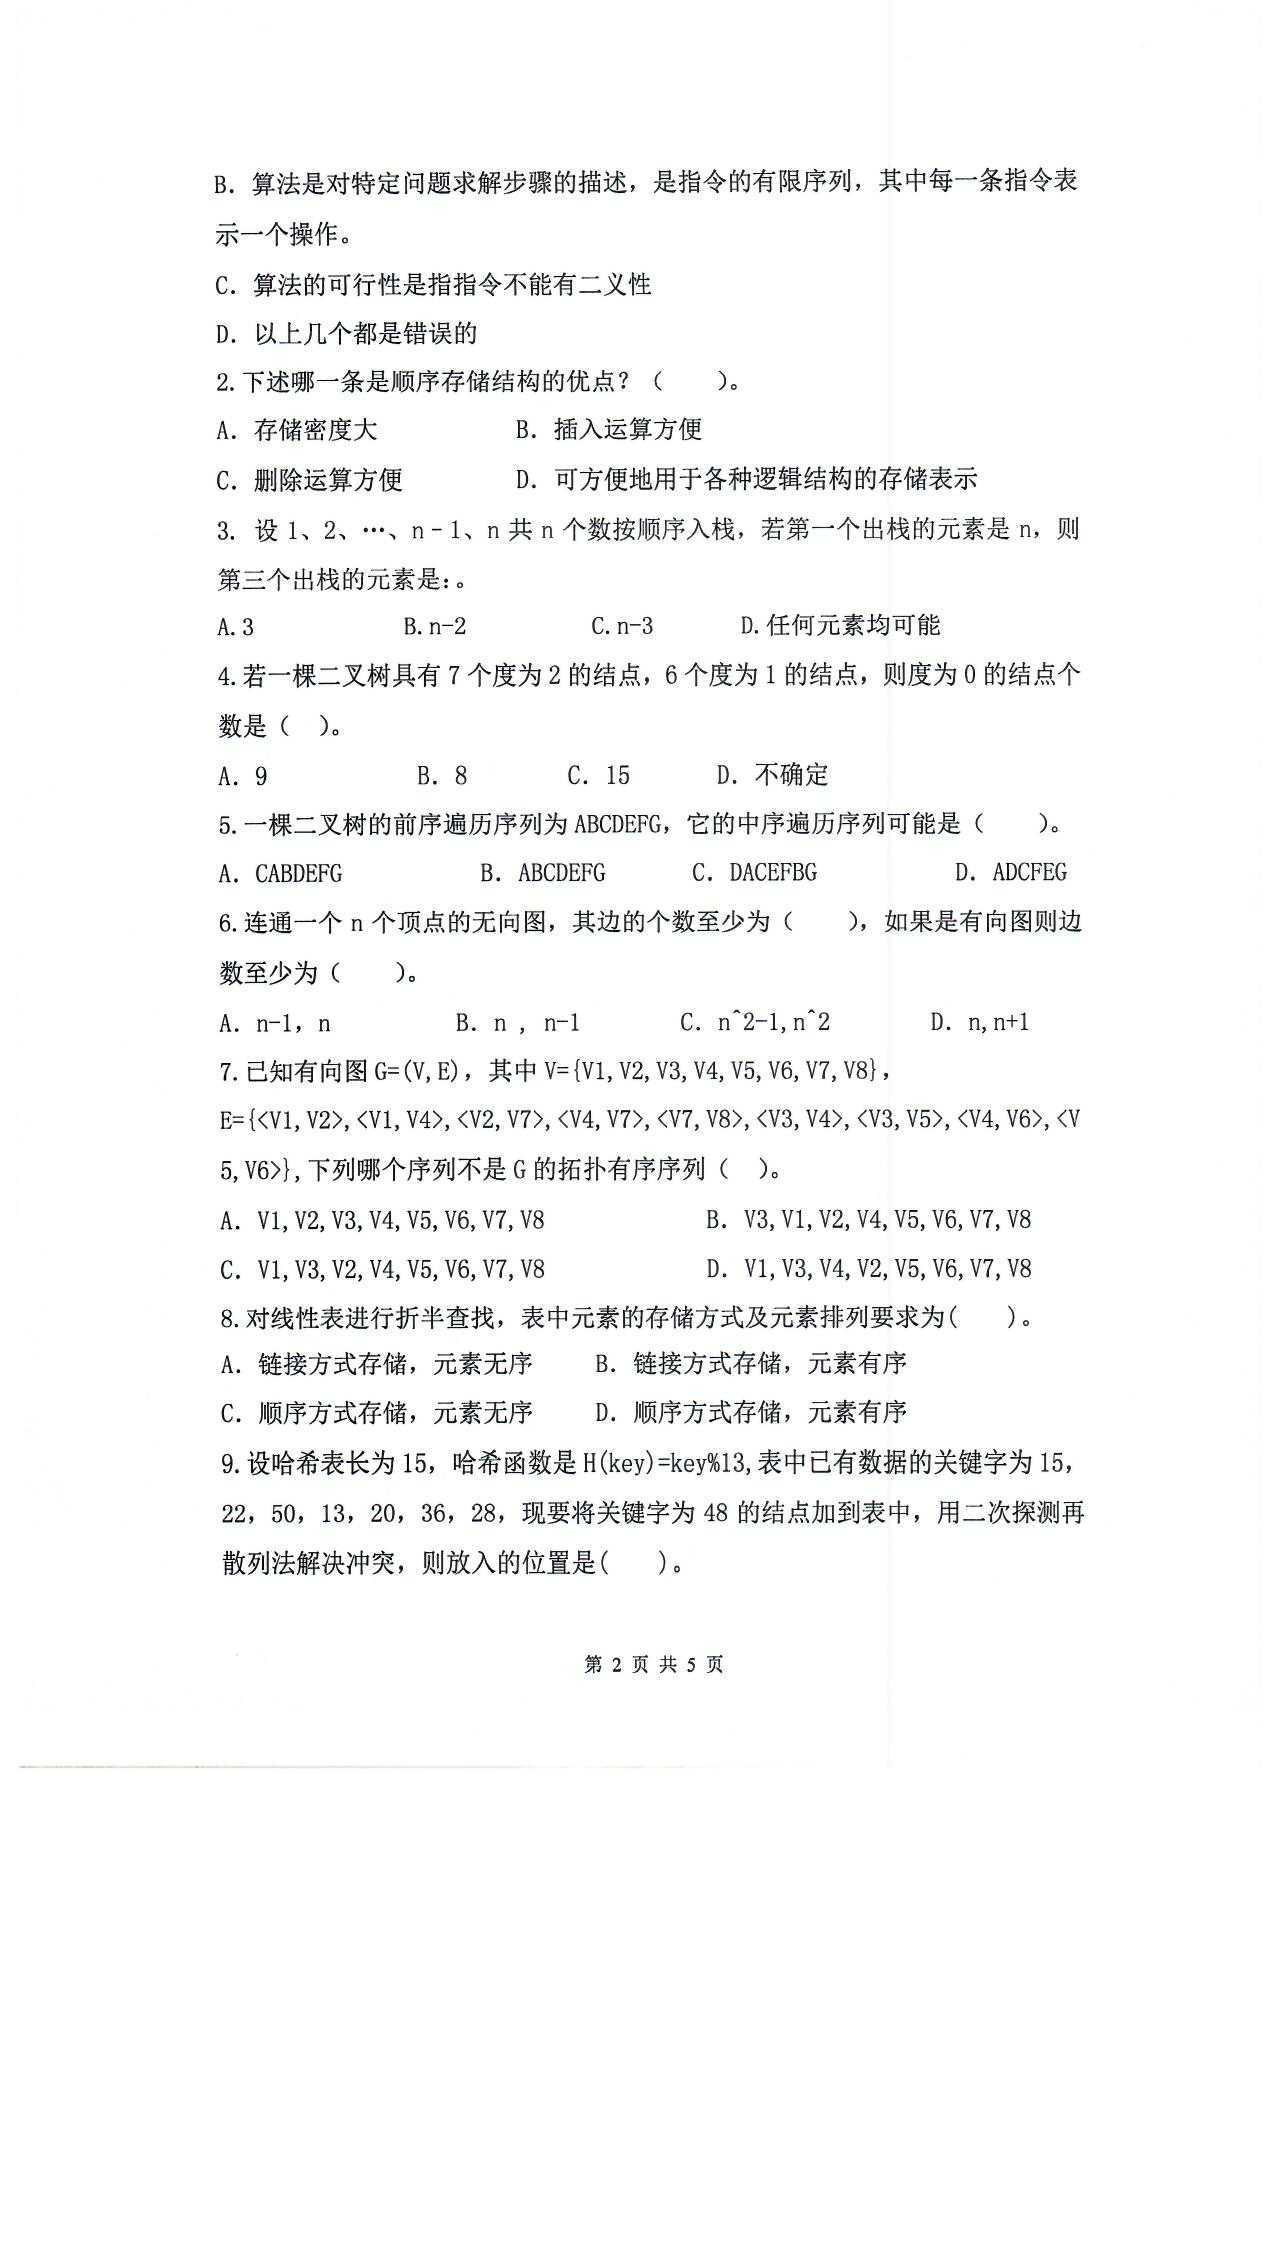 B. 算法是对特定问题求解步骤的描述，是指令的有限序列，其中每一条指令表
示一个操作。
C. 算法的可行性是指指令不能有二义性
D. 以上几个都是错误的
2.下述哪一条是顺序存储结构的优点？（　　）。
A. 存储密度大　　B. 插入运算方便
C. 删除运算方便　　D. 可方便地用于各种逻辑结构的存储表示
3. 设 1、2、…、n–1、n 共 n 个数按顺序入栈，若第一个出栈的元素是 n，则
第三个出栈的元素是:。
A.3　　B.n-2　　C.n-3　　D.任何元素均可能
4.若一棵二叉树具有 7 个度为 2 的结点，6 个度为 1 的结点，则度为 0 的结点个
数是（　）。
A. 9　　B. 8　　C. 15　　D. 不确定
5.一棵二叉树的前序遍历序列为 ABCDEFG，它的中序遍历序列可能是（　　）。
A. CABDEFG　　B. ABCDEFG　　C. DACEFBG　　D. ADCFEG
6.连通一个 n 个顶点的无向图，其边的个数至少为（　　），如果是有向图则边
数至少为（　　）。
A. n-1，n　　B. n , n-1　　C. n^2-1,n^2　　D. n,n+1
7.已知有向图 G=(V,E)，其中 V={V1,V2,V3,V4,V5,V6,V7,V8}，
E={<V1,V2>,<V1,V4>,<V2,V7>,<V4,V7>,<V7,V8>,<V3,V4>,<V3,V5>,<V4,V6>,<V
5,V6>},下列哪个序列不是 G 的拓扑有序序列（　）。
A. V1,V2,V3,V4,V5,V6,V7,V8　　B. V3,V1,V2,V4,V5,V6,V7,V8
C. V1,V3,V2,V4,V5,V6,V7,V8　　D. V1,V3,V4,V2,V5,V6,V7,V8
8.对线性表进行折半查找，表中元素的存储方式及元素排列要求为(　　)。
A. 链接方式存储，元素无序　　B. 链接方式存储，元素有序
C. 顺序方式存储，元素无序　　D. 顺序方式存储，元素有序
9.设哈希表长为 15，哈希函数是 H(key)=key%13,表中已有数据的关键字为 15，
22，50，13，20，36，28，现要将关键字为 48 的结点加到表中，用二次探测再
散列法解决冲突，则放入的位置是(　　)。
第 2 页 共 5 页